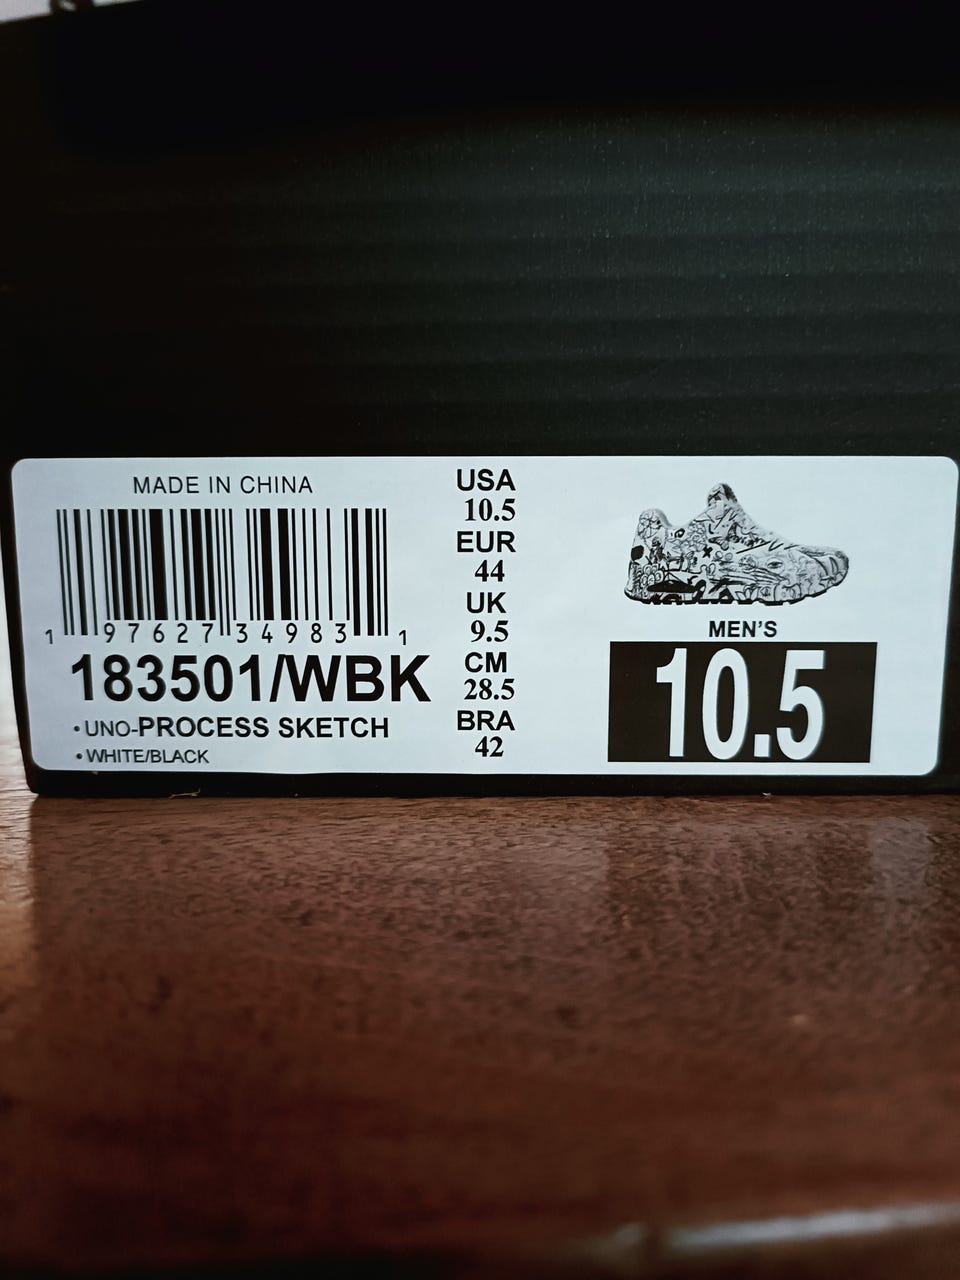 MADE IN CHINA
1 97627 34983 1
183501/WBK
•UNO-PROCESS SKETCH
•WHITE/BLACK
USA
10.5
EUR
44
UK
9.5
CM
28.5
BRA
42
MEN'S
10.5